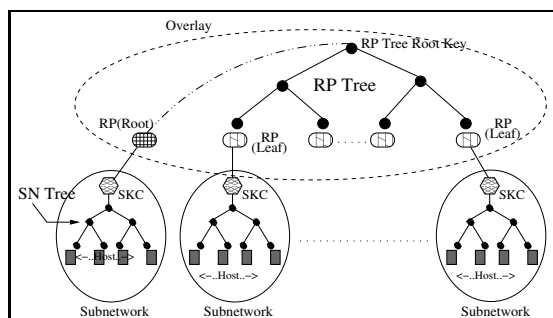 Overlay
RP Tree Root Key
RP Tree
RP(Root)
RP
(Leaf)
RP
(Leaf)
SN Tree
SKC
SKC
SKC
<-..Host..->
<-..Host..->
<-..Host..->
Subnetwork
Subnetwork
Subnetwork